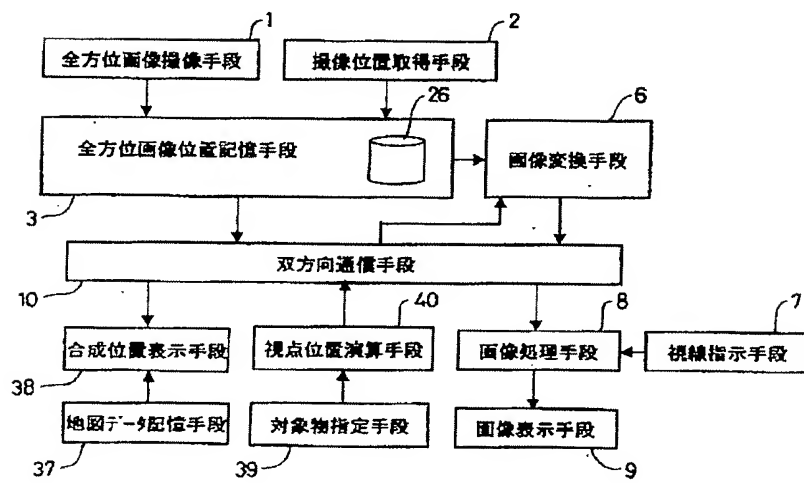 1
2
全方位画像撮像手段
撮像位置取得手段
26
6
全方位画像位置記憶手段
画像変換手段
3
双方向通信手段
10
40
8
7
合成位置表示手段
視点位置演算手段
画像処理手段
視線指示手段
38
地図データ記憶手段
対象物指定手段
画像表示手段
37
39
9